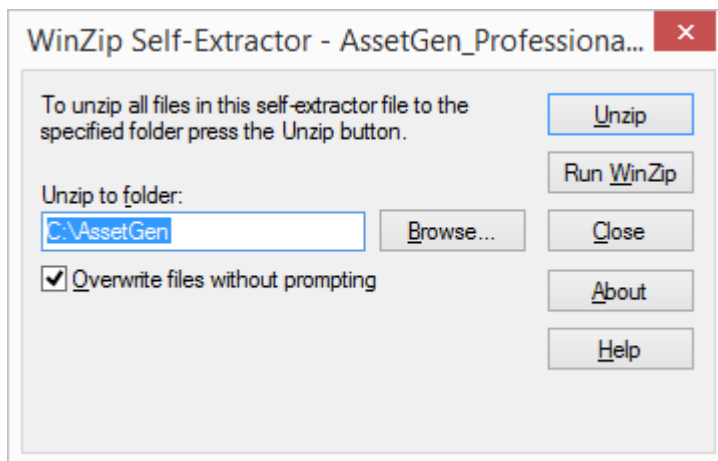 WinZip Self-Extractor - AssetGen_Professiona...
To unzip all files in this self-extractor file to the
specified folder press the Unzip button.
Unzip to folder:
C:\AssetGen
Browse...
Overwrite files without prompting
Unzip
Run WinZip
Close
About
Help